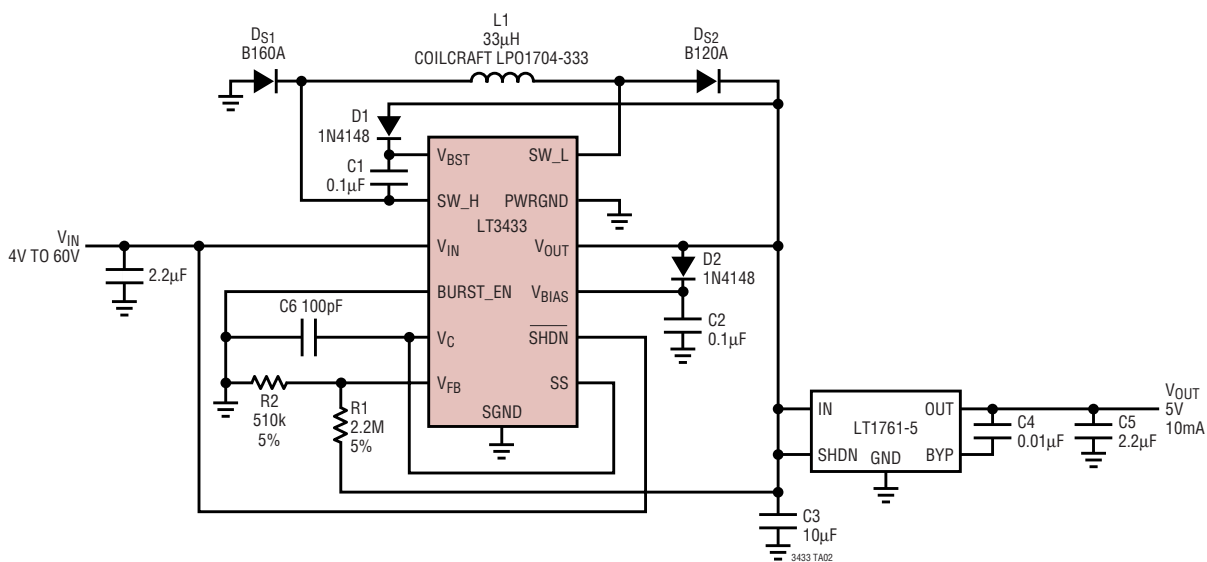 L1
33µH
COILCRAFT LPO1704-333
DS1
B160A
DS2
B120A
D1
1N4148
C1
0.1µF
VBST
SW_L
SW_H
PWRGND
LT3433
VIN
4V TO 60V
2.2µF
VIN
VOUT
D2
1N4148
BURST_EN
VBIAS
C6 100pF
C2
0.1µF
VC
SHDN
VFB
SS
R2
510k
5%
R1
2.2M
5%
SGND
IN
OUT
LT1761-5
SHDN
GND
BYP
C4
0.01µF
C5
2.2µF
VOUT
5V
10mA
C3
10µF
3433 TA02